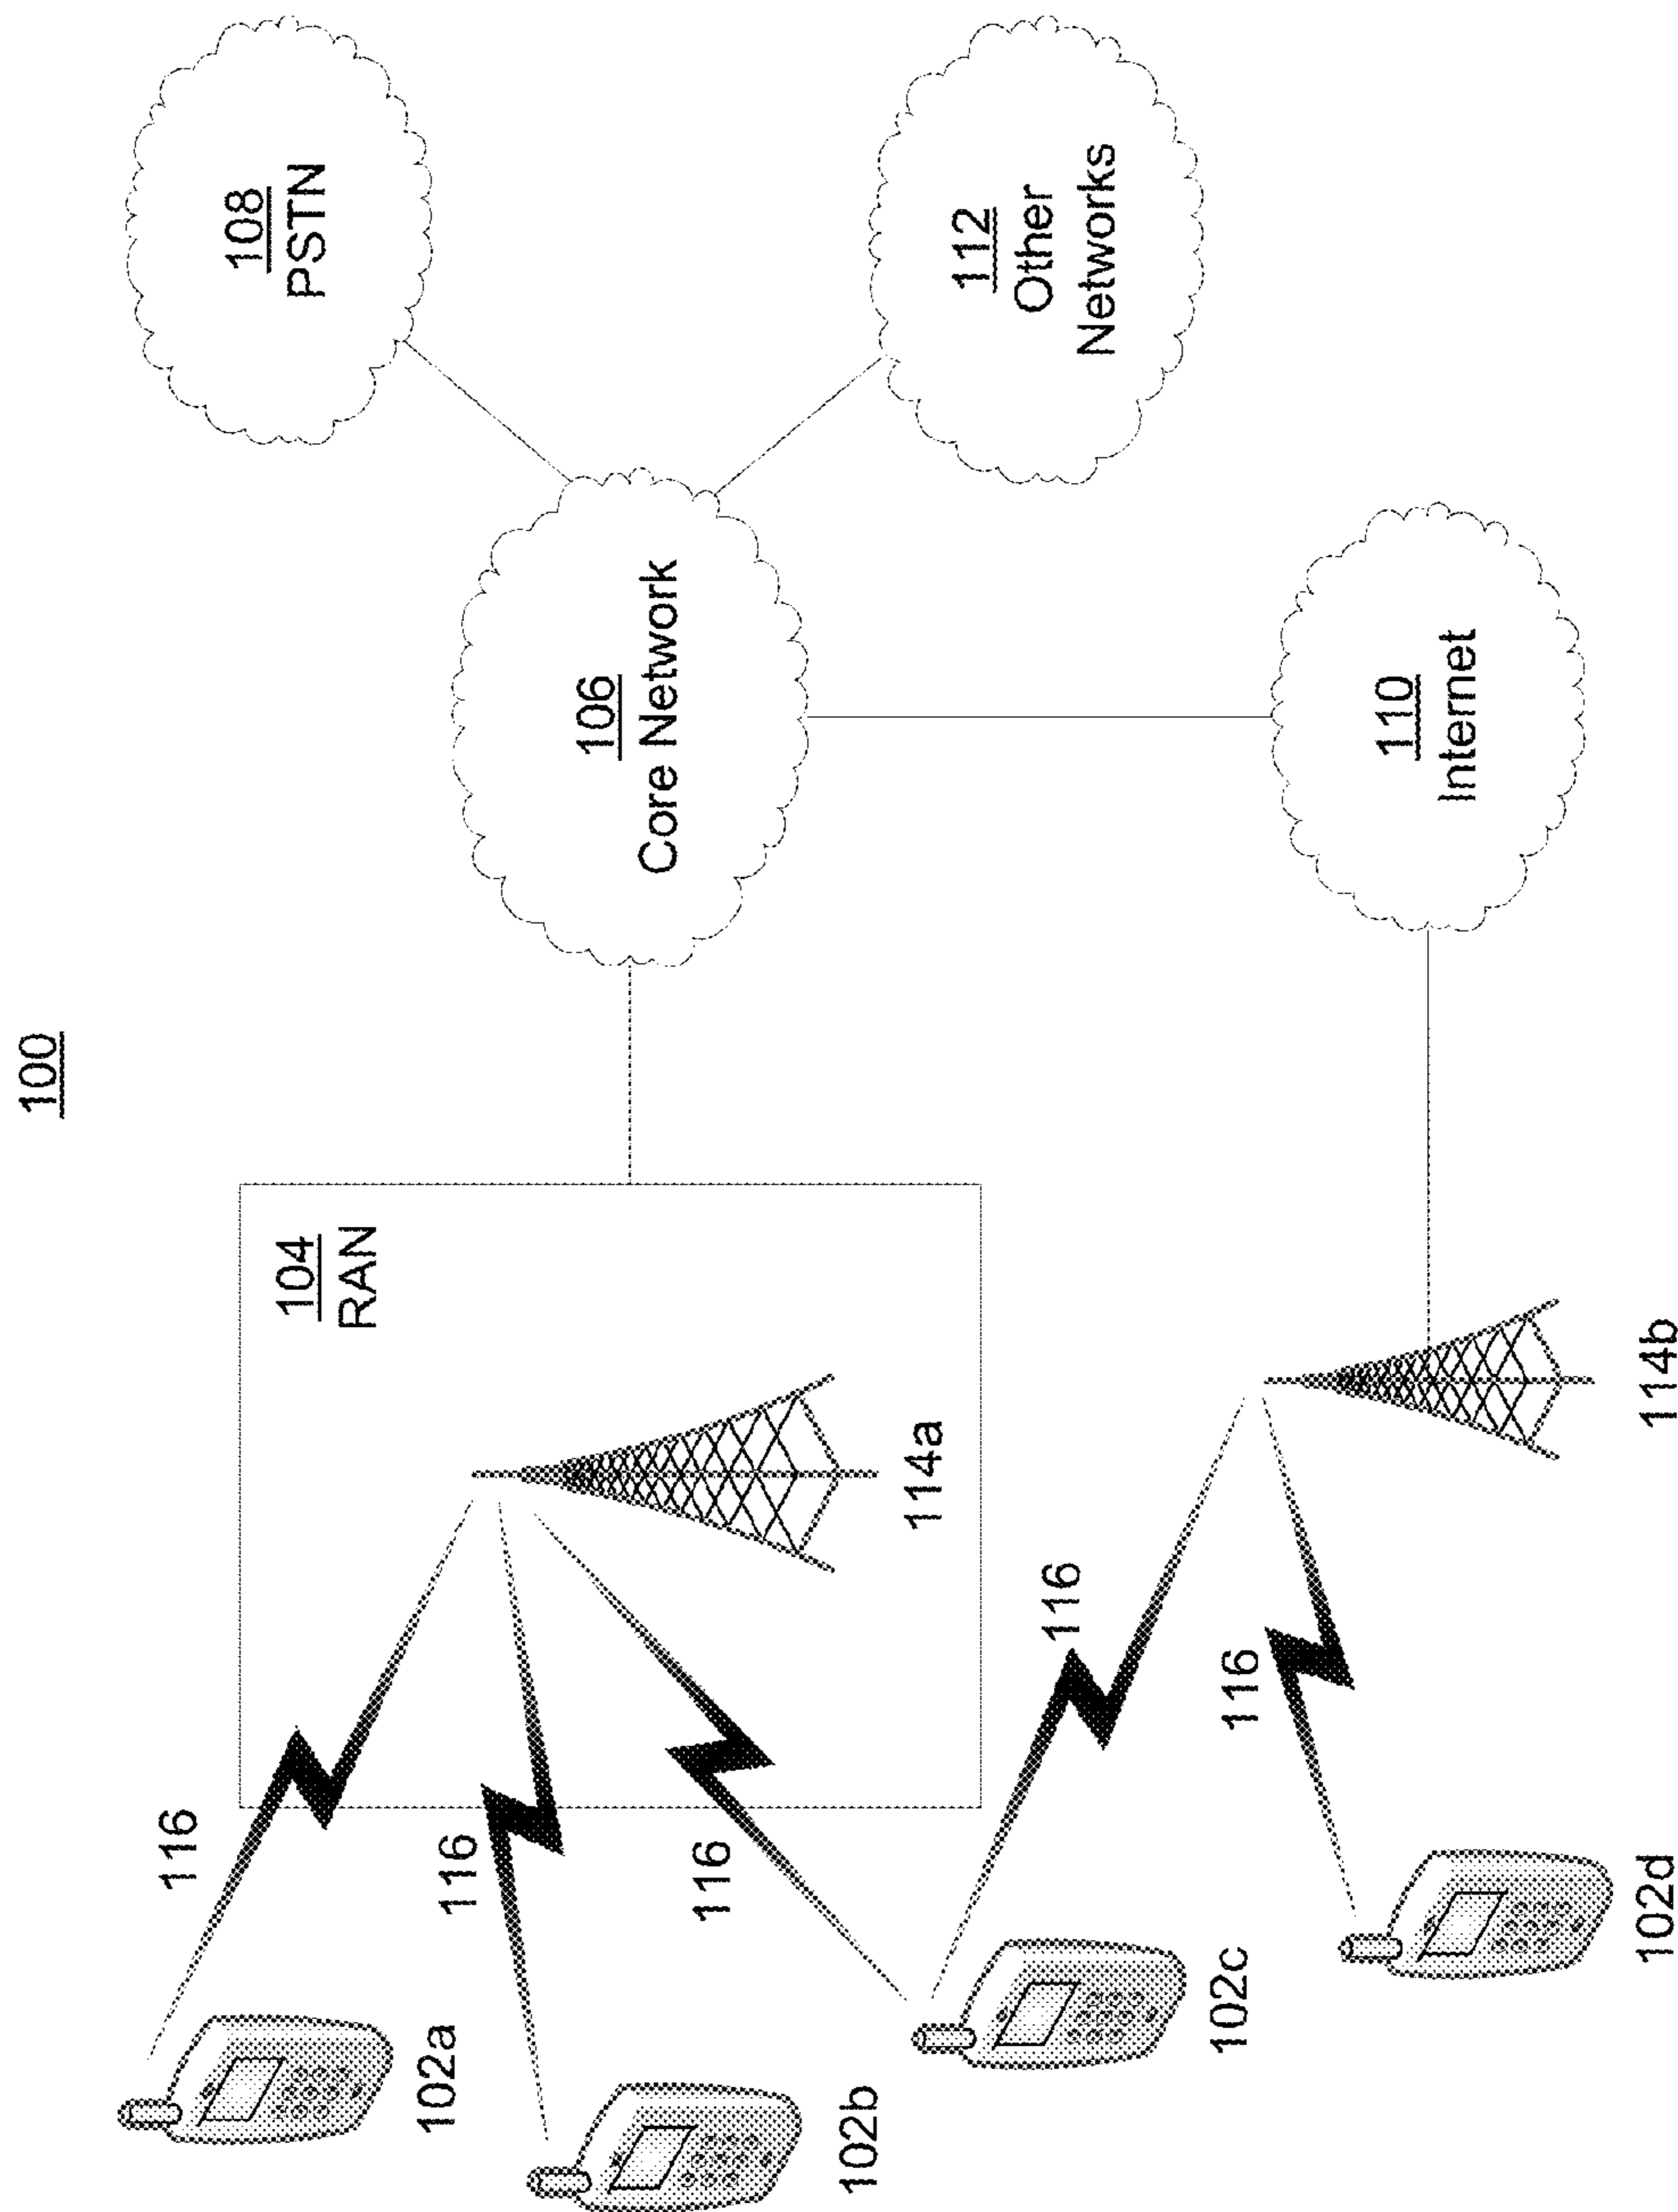 100
108
PSTN
106
Core Network
112
Other
Networks
104
RAN
114a
116
116
116
102a
102b
110
Internet
116
116
114b
102c
102d